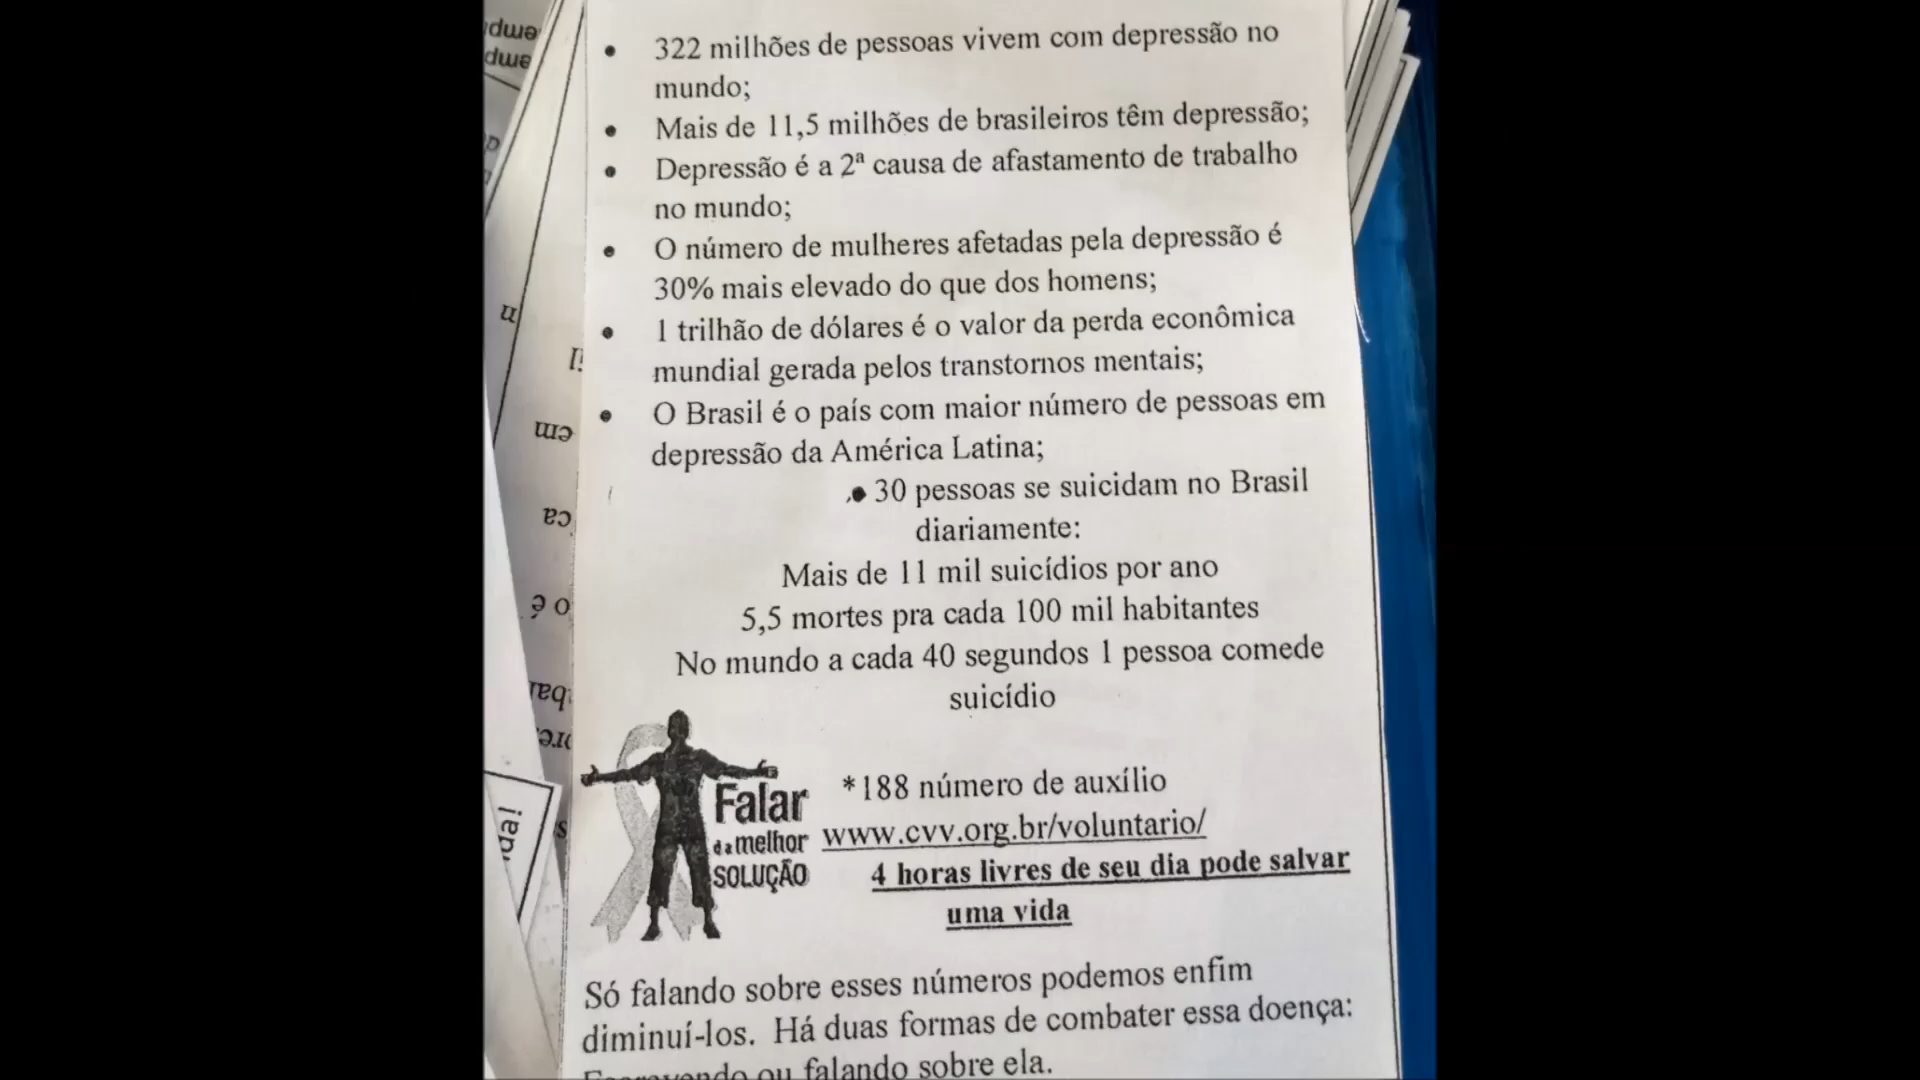 • 322 milhões de pessoas vivem com depressão no
mundo;
• Mais de 11,5 milhões de brasileiros têm depressão;
• Depressão é a 2ª causa de afastamento de trabalho
no mundo;
• O número de mulheres afetadas pela depressão é
30% mais elevado do que dos homens;
• 1 trilhão de dólares é o valor da perda econômica
mundial gerada pelos transtornos mentais;
• O Brasil é o país com maior número de pessoas em
depressão da América Latina;
• 30 pessoas se suicidam no Brasil
diariamente:
Mais de 11 mil suicídios por ano
5,5 mortes pra cada 100 mil habitantes
No mundo a cada 40 segundos 1 pessoa comede
suicídio
Falar
melhor
SOLUÇÃO
*188 número de auxílio
www.cvv.org.br/voluntario/
4 horas livres de seu dia pode salvar
uma vida
Só falando sobre esses números podemos enfim
diminuí-los. Há duas formas de combater essa doença:
ou falando sobre ela.